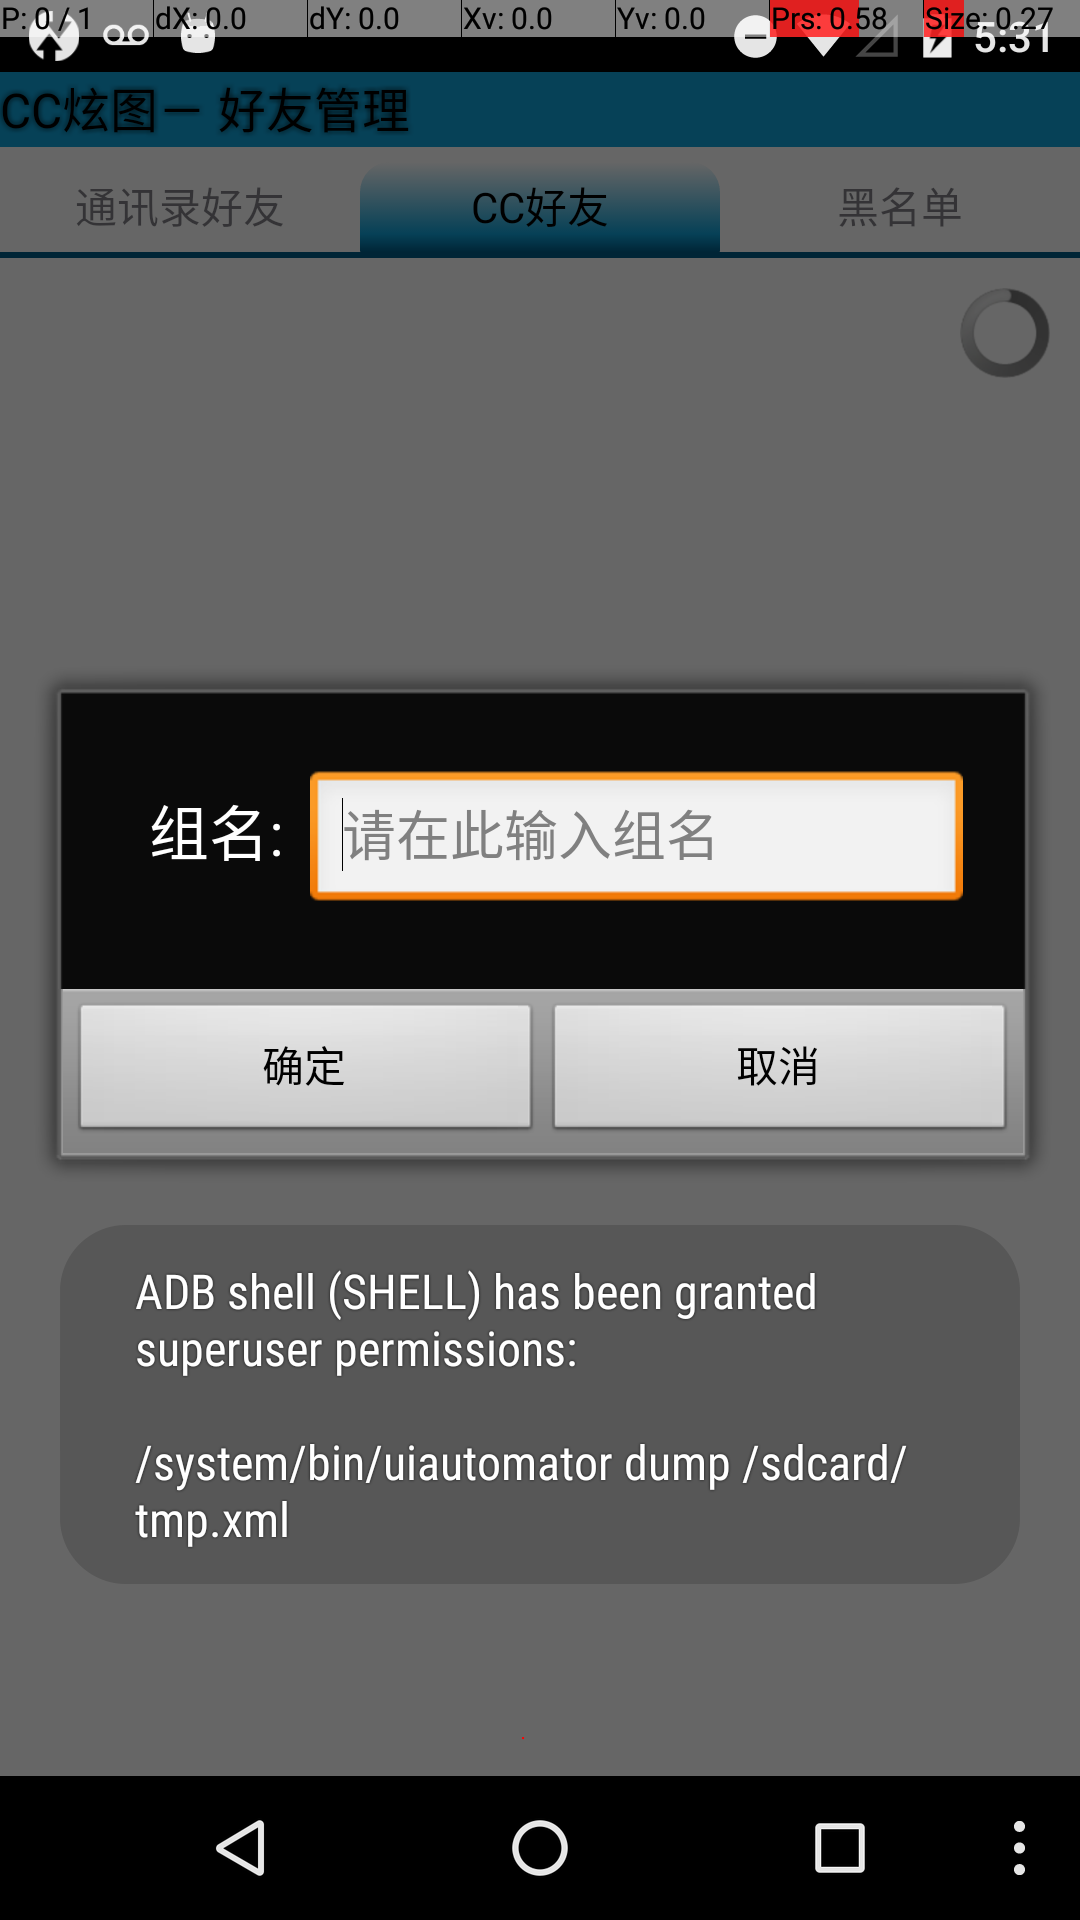 P: 0 / 1 dX: 0.0 dY: 0.0 Xv: 0.0 Yv: 0.0 Prs: 0.58 Size: 0.27
5:31
CC炫图－ 好友管理
通讯录好友 CC好友 黑名单
组名: 请在此输入组名
确定 取消
ADB shell (SHELL) has been granted
superuser permissions:
/system/bin/uiautomator dump /sdcard/
tmp.xml